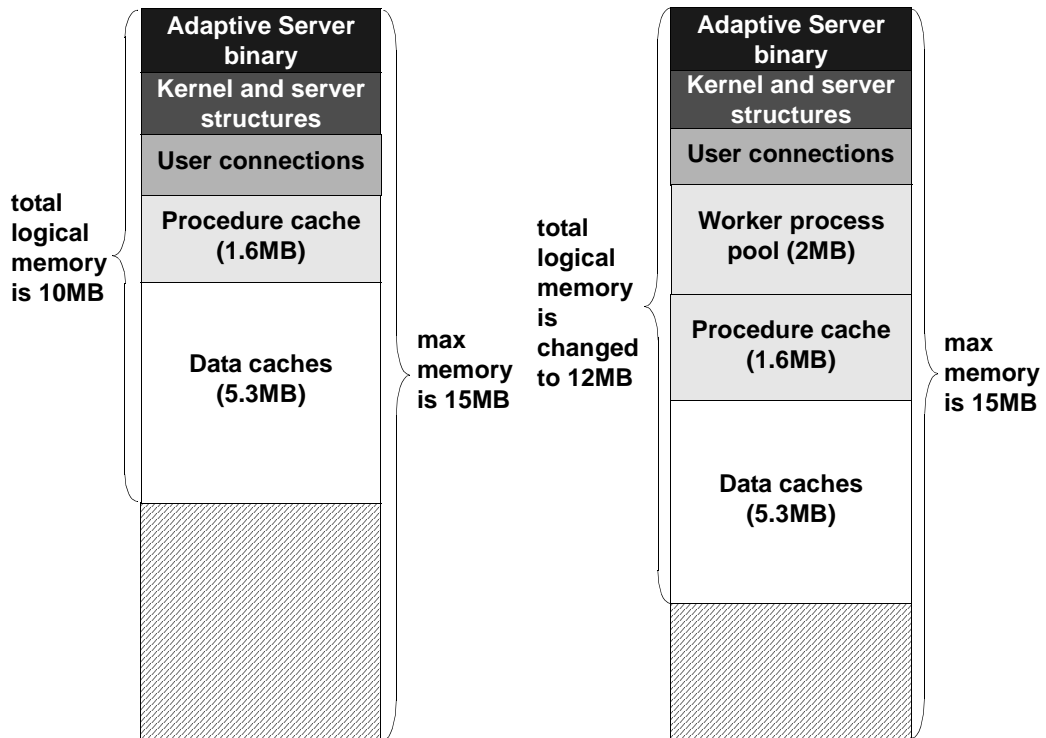 Adaptive Server
binary
Kernel and server
structures
User connections
Procedure cache
(1.6MB)
Data caches
(5.3MB)
total
logical
memory
is 10MB
max
memory
is 15MB
Adaptive Server
binary
Kernel and server
structures
User connections
Worker process
pool (2MB)
Procedure cache
(1.6MB)
Data caches
(5.3MB)
total
logical
memory
is
changed
to 12MB
max
memory
is 15MB